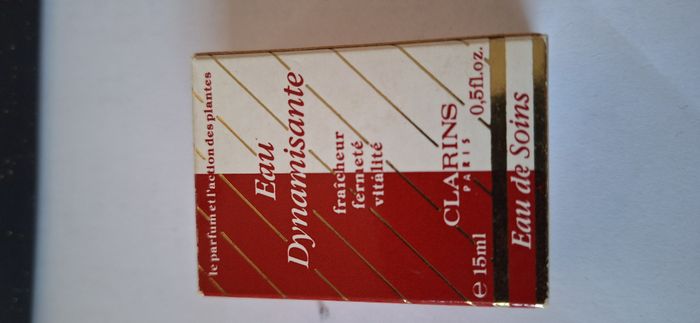 le parfum et l'action des plantes
Eau
Dynamisante
fraîcheur
fermeté
vitalité
CLARINS
PARIS
e 15ml 0,5fl.oz.
Eau de Soins